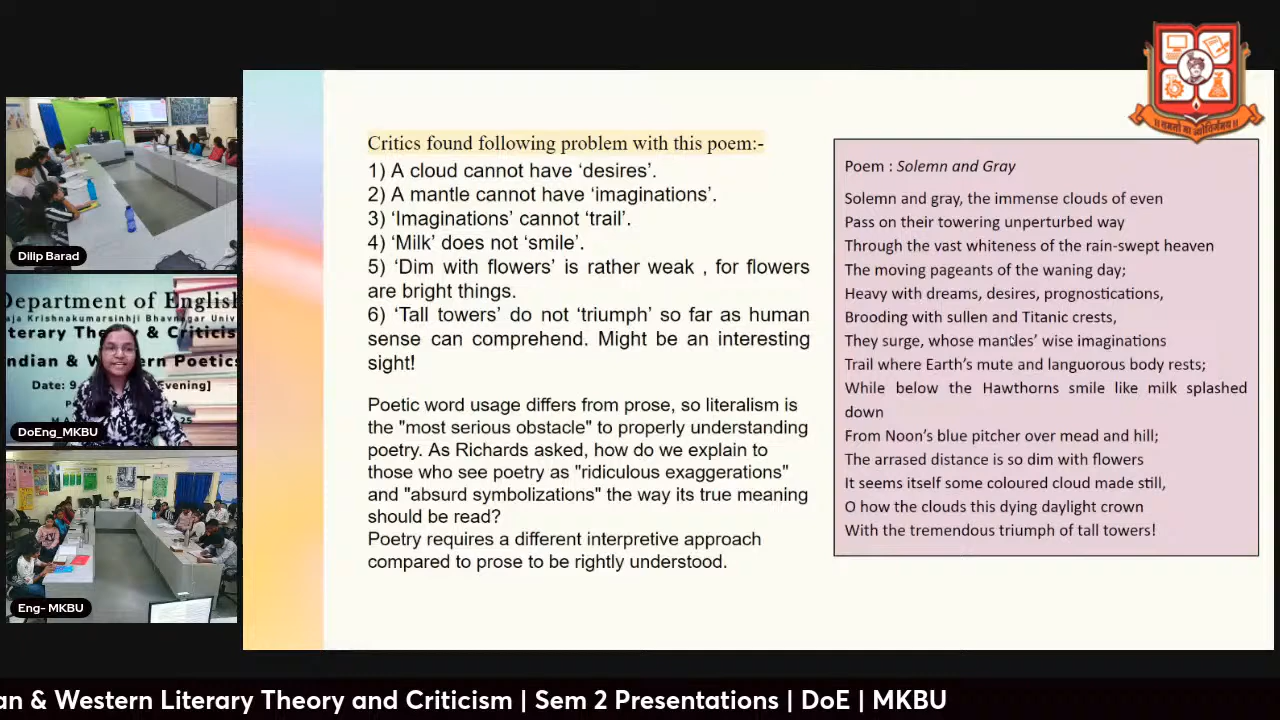 Critics found following problem with this poem:-
1) A cloud cannot have ‘desires’.
2) A mantle cannot have ‘imaginations’.
3) ‘Imaginations’ cannot ‘trail’.
4) ‘Milk’ does not ‘smile’.
5) ‘Dim with flowers’ is rather weak , for flowers
are bright things.
6) ‘Tall towers’ do not ‘triumph’ so far as human
sense can comprehend. Might be an interesting
sight!
Poetic word usage differs from prose, so literalism is
the "most serious obstacle" to properly understanding
poetry. As Richards asked, how do we explain to
those who see poetry as "ridiculous exaggerations"
and "absurd symbolizations" the way its true meaning
should be read?
Poetry requires a different interpretive approach
compared to prose to be rightly understood.
Poem : Solemn and Gray
Solemn and gray, the immense clouds of even
Pass on their towering unperturbed way
Through the vast whiteness of the rain-swept heaven
The moving pageants of the waning day;
Heavy with dreams, desires, prognostications,
Brooding with sullen and Titanic crests,
They surge, whose mantles’ wise imaginations
Trail where Earth’s mute and languorous body rests;
While below the Hawthorns smile like milk splashed
down
From Noon’s blue pitcher over mead and hill;
The arrased distance is so dim with flowers
It seems itself some coloured cloud made still,
O how the clouds this dying daylight crown
With the tremendous triumph of tall towers!
Dilip Barad
Department of English
Krishnakumarsinhji Bhavnagar Univ
& Criticis
ndian & Poetics
Date: 9 Evening]
DoEng_MKBU
Eng- MKBU
an & Western Literary Theory and Criticism | Sem 2 Presentations | DoE | MKBU